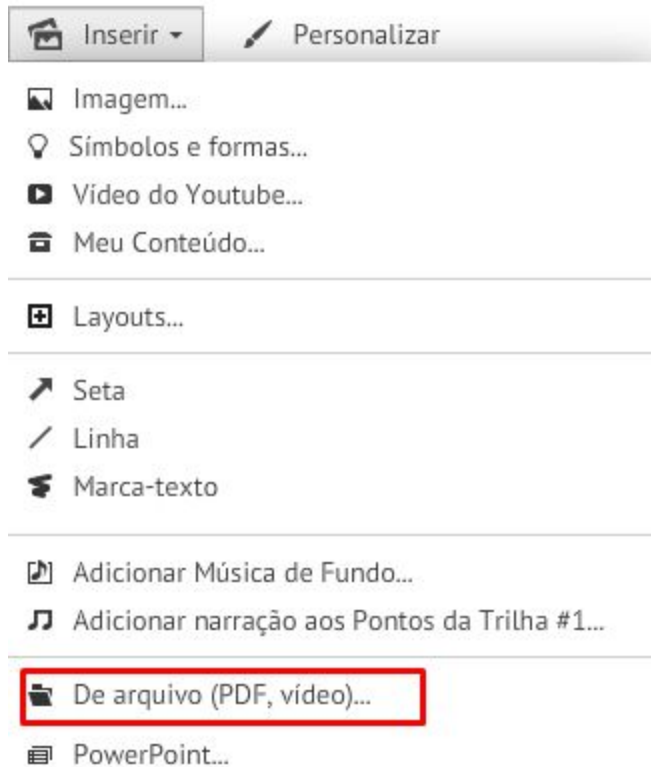 Inserir Personalizar
Imagem...
Símbolos e formas...
Vídeo do Youtube...
Meu Conteúdo...
Layouts...
Seta
Linha
Marca-texto
Adicionar Música de Fundo...
Adicionar narração aos Pontos da Trilha #1...
De arquivo (PDF, vídeo)...
PowerPoint...